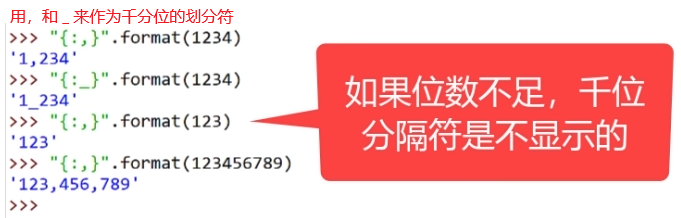 用，和 _ 来作为千分位的划分符
>>> "{:,}".format(1234)
'1,234'
>>> "{:_}".format(1234)
'1_234'
>>> "{:,}".format(123)
'123'
>>> "{:,}".format(123456789)
'123,456,789'
>>>
如果位数不足，千位
分隔符是不显示的